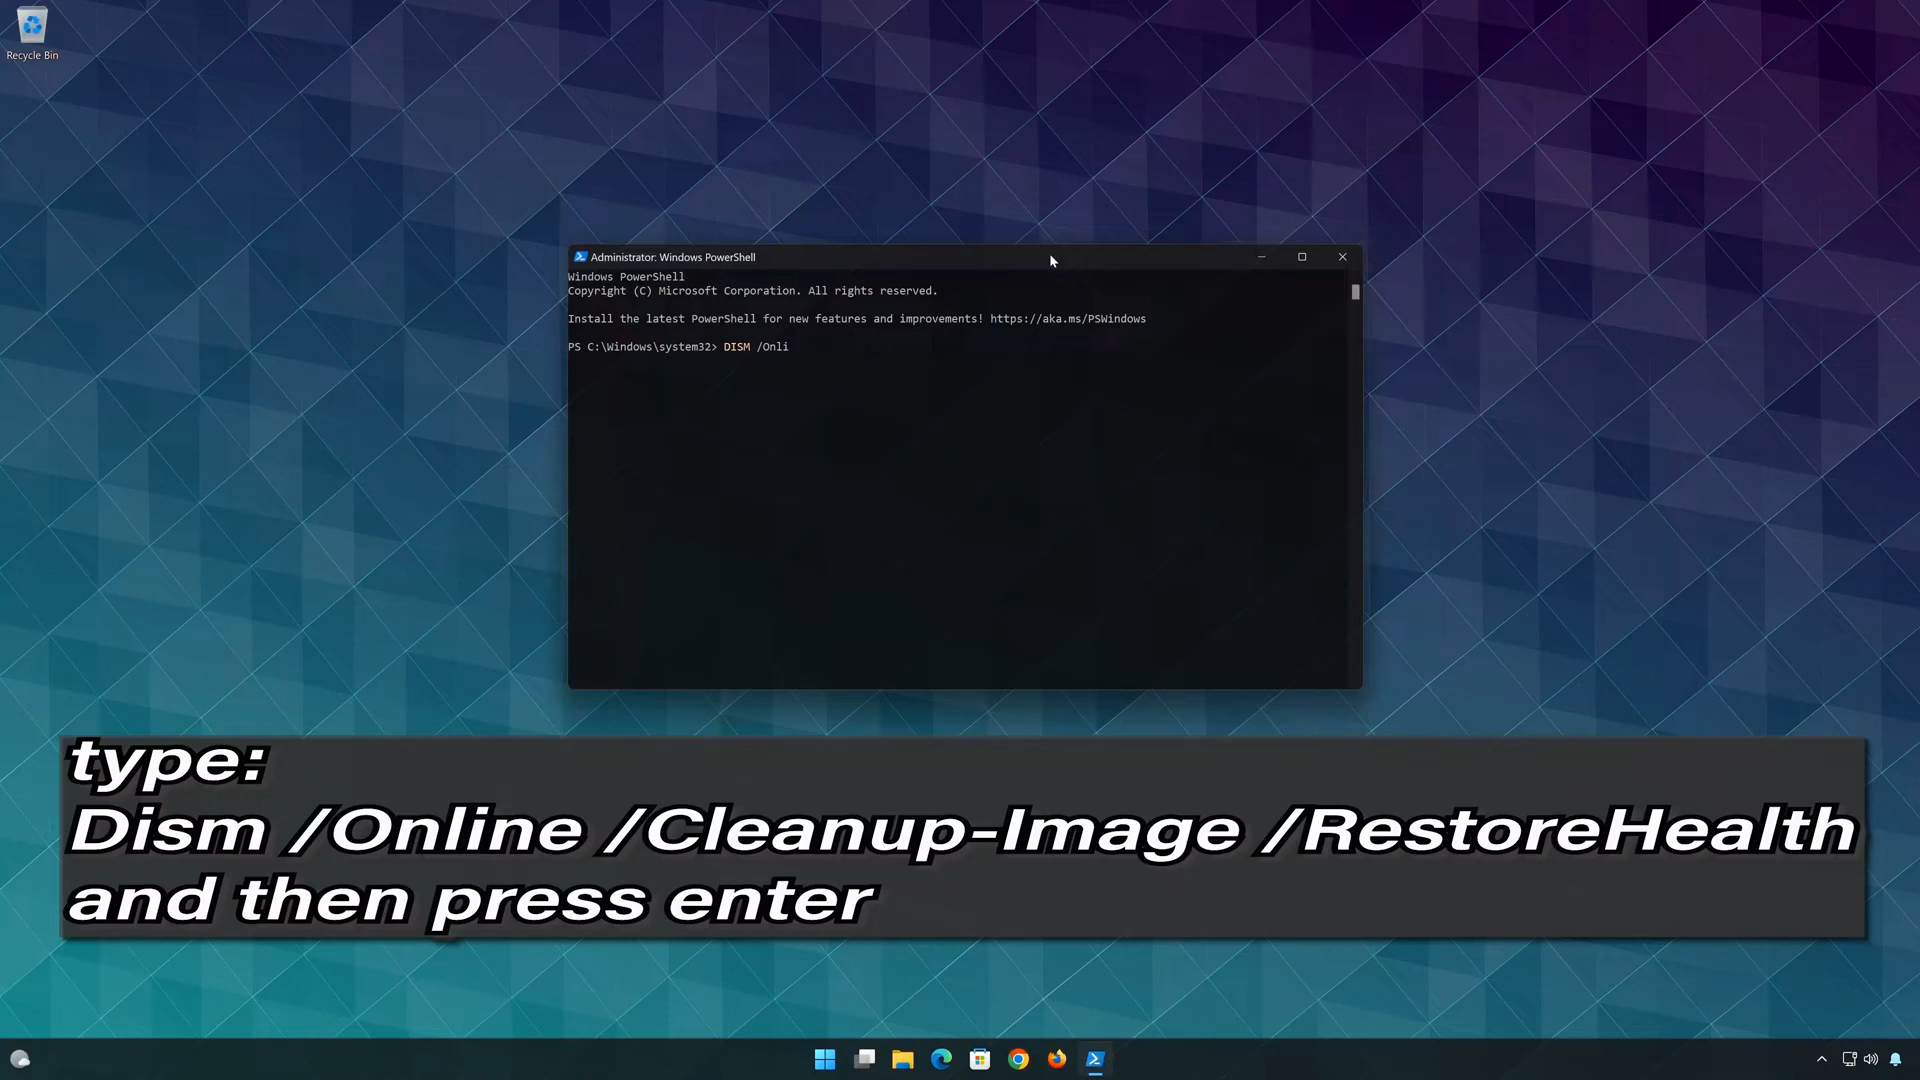 Recycle Bin
Administrator: Windows PowerShell
Windows PowerShell
Copyright (C) Microsoft Corporation. All rights reserved.
Install the latest PowerShell for new features and improvements! https://aka.ms/PSWindows
PS C:\Windows\system32> DISM /Onli
type:
Dism /Online /Cleanup-Image /RestoreHealth
and then press enter